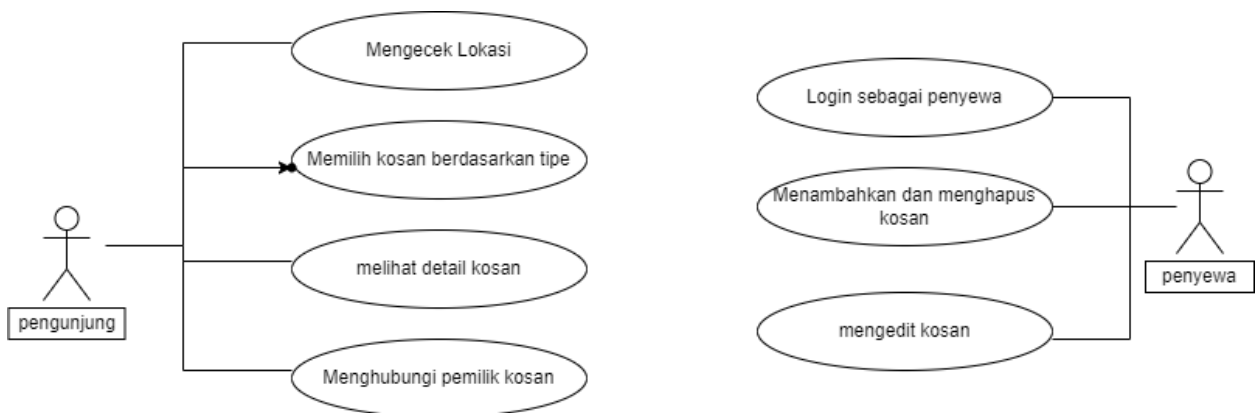 Mengecek Lokasi
Memilih kosan berdasarkan tipe
melihat detail kosan
Menghubungi pemilik kosan
pengunjung
Login sebagai penyewa
Menambahkan dan menghapus
kosan
mengedit kosan
penyewa